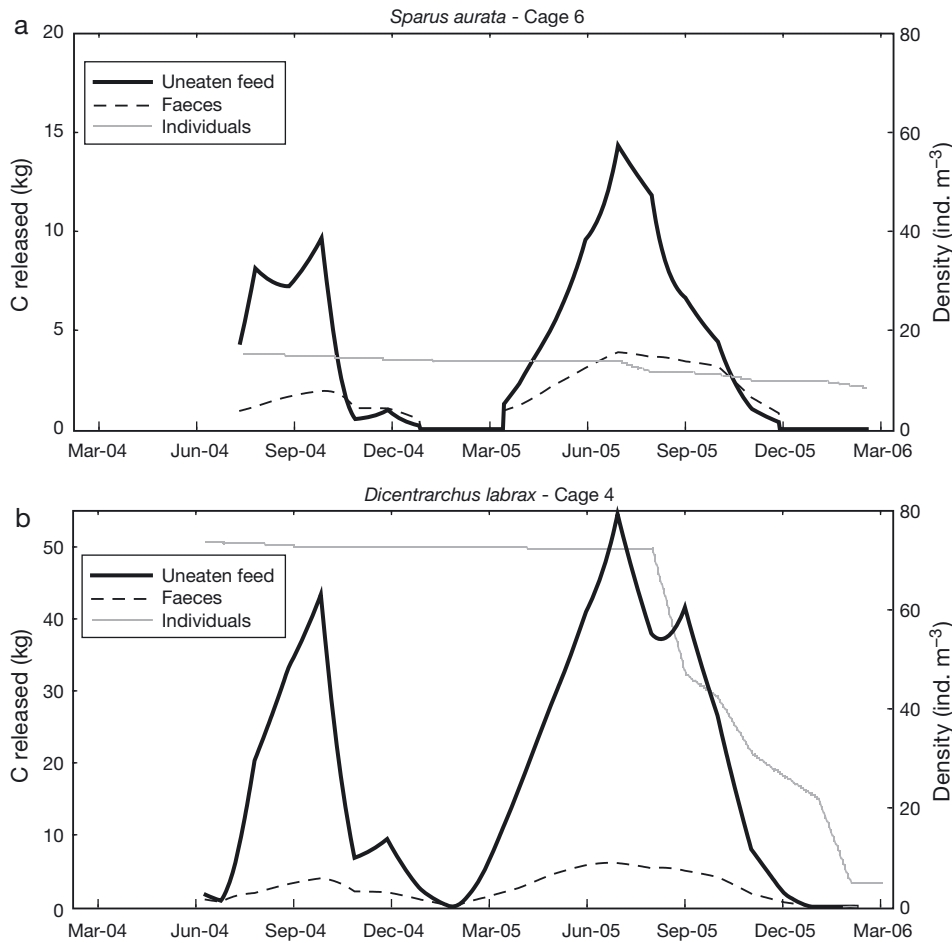 a
Sparus aurata - Cage 6
20
15
10
5
0
C released (kg)
Uneaten feed
Faeces
Individuals
80
60
40
20
0
Density (ind. m⁻³)
Mar-04 Jun-04 Sep-04 Dec-04 Mar-05 Jun-05 Sep-05 Dec-05 Mar-06
b
Dicentrarchus labrax - Cage 4
50
40
30
20
10
0
C released (kg)
Uneaten feed
Faeces
Individuals
80
60
40
20
0
Density (ind. m⁻³)
Mar-04 Jun-04 Sep-04 Dec-04 Mar-05 Jun-05 Sep-05 Dec-05 Mar-06